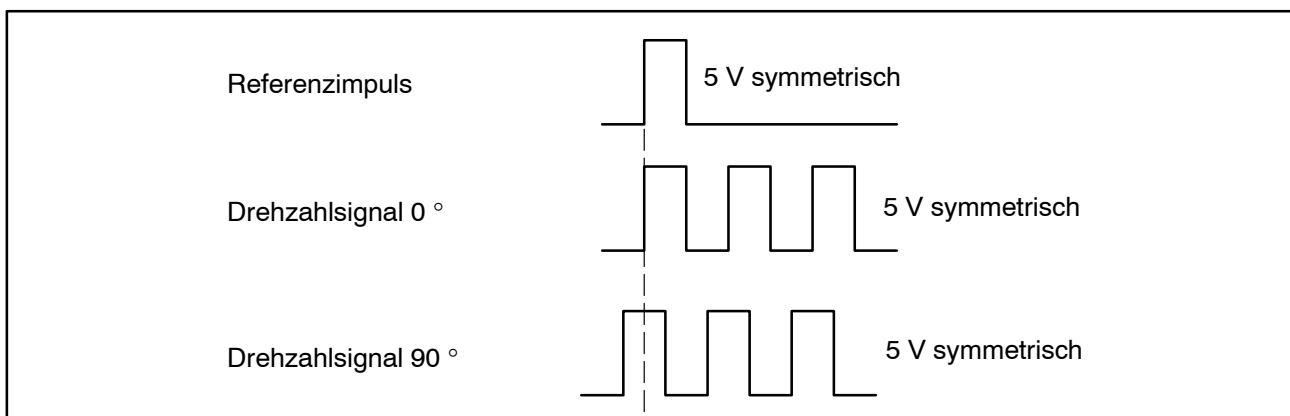 Referenzimpuls
5 V symmetrisch
Drehzahlsignal 0 °
5 V symmetrisch
Drehzahlsignal 90 °
5 V symmetrisch